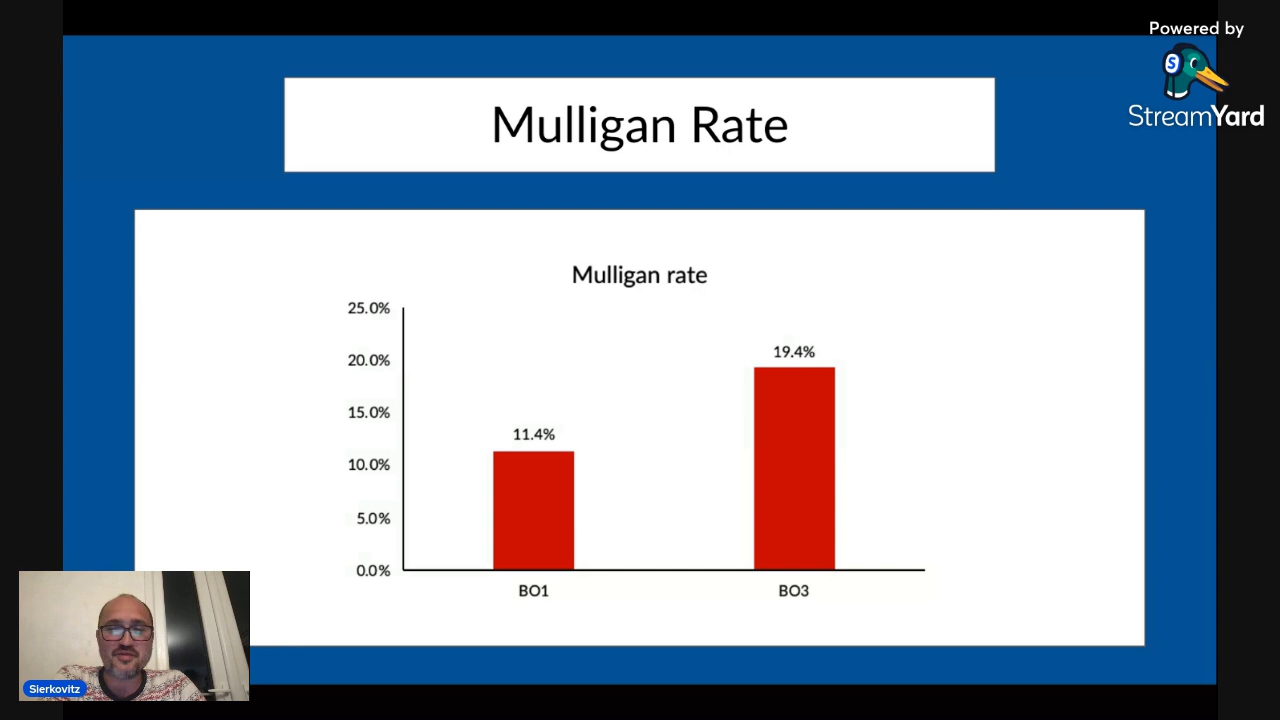 Powered by
S
StreamYard
Mulligan Rate
Mulligan rate
25.0%
20.0%
15.0%
10.0%
5.0%
0.0%
19.4%
11.4%
BO1
BO3
Sierkovitz